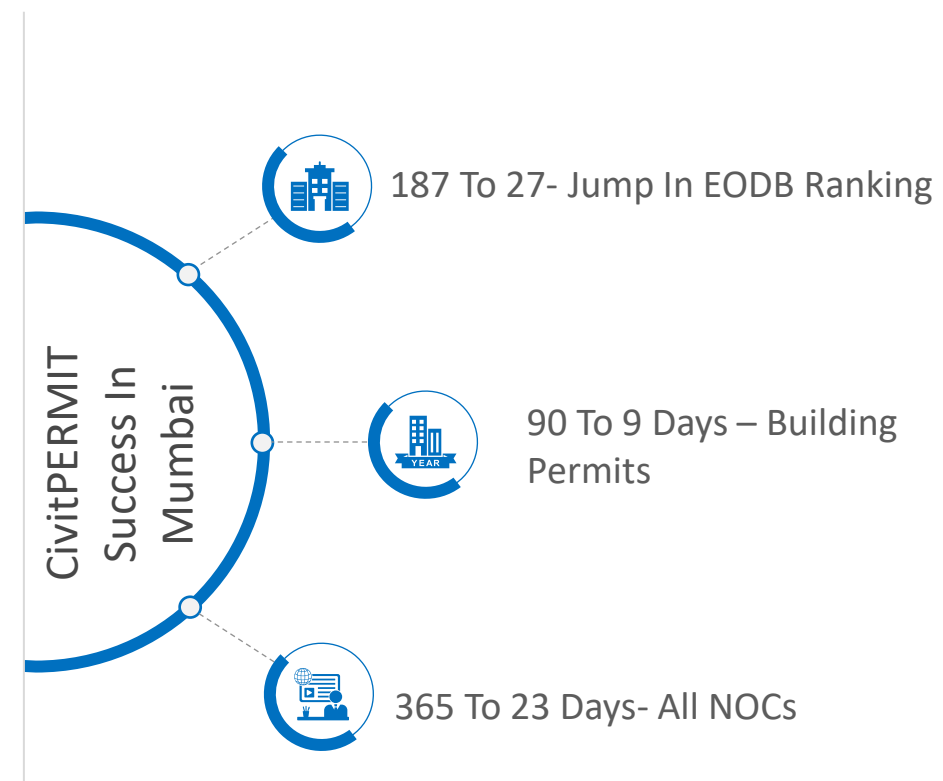 CivitPERMIT
Success In
Mumbai
187 To 27- Jump In EODB Ranking
YEAR
90 To 9 Days – Building
Permits
365 To 23 Days- All NOCs